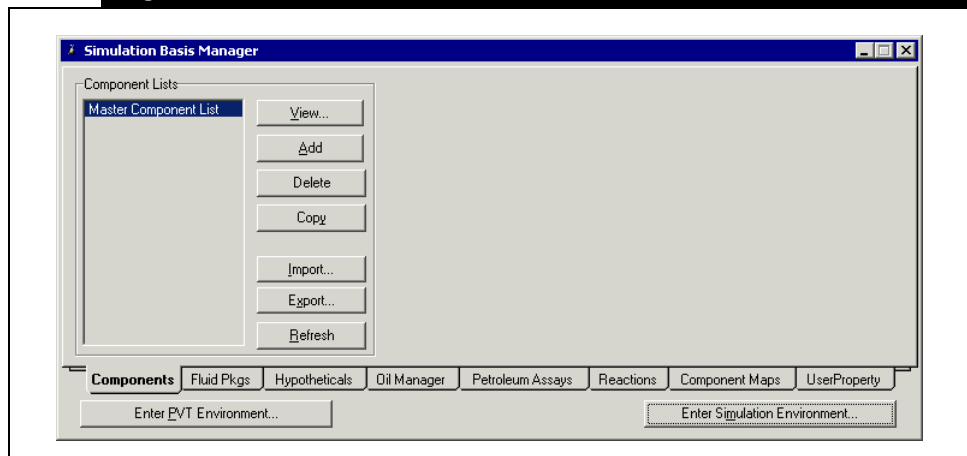 Simulation Basis Manager
Component Lists
Master Component List
View...
Add
Delete
Copy
Import...
Export...
Refresh
Components Fluid Pkgs Hypotheticals Oil Manager Petroleum Assays Reactions Component Maps UserProperty
Enter PVT Environment... Enter Simulation Environment...